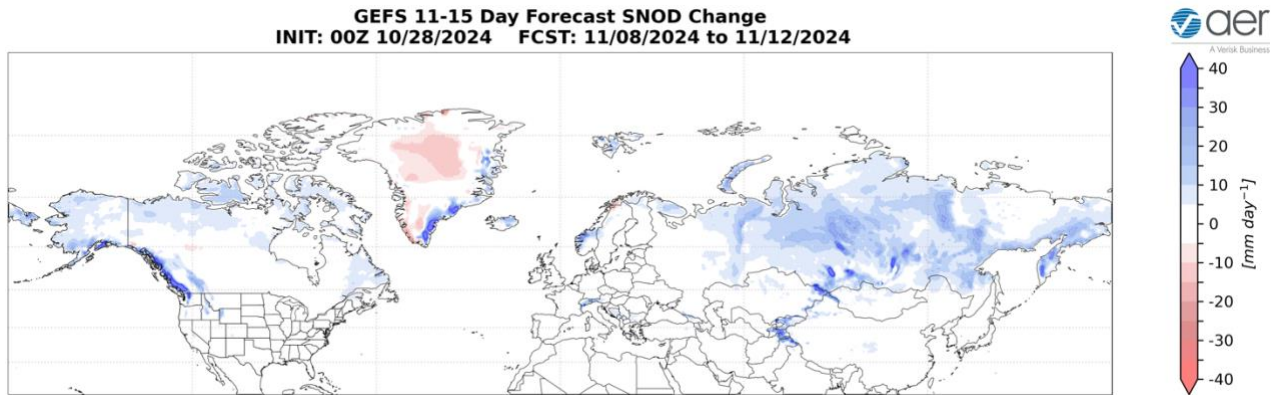 GEFS 11-15 Day Forecast SNOD Change
INIT: 00Z 10/28/2024 FCST: 11/08/2024 to 11/12/2024
aer
A Verisk Business
40
30
20
10
0
-10
-20
-30
-40
[mm day⁻¹]